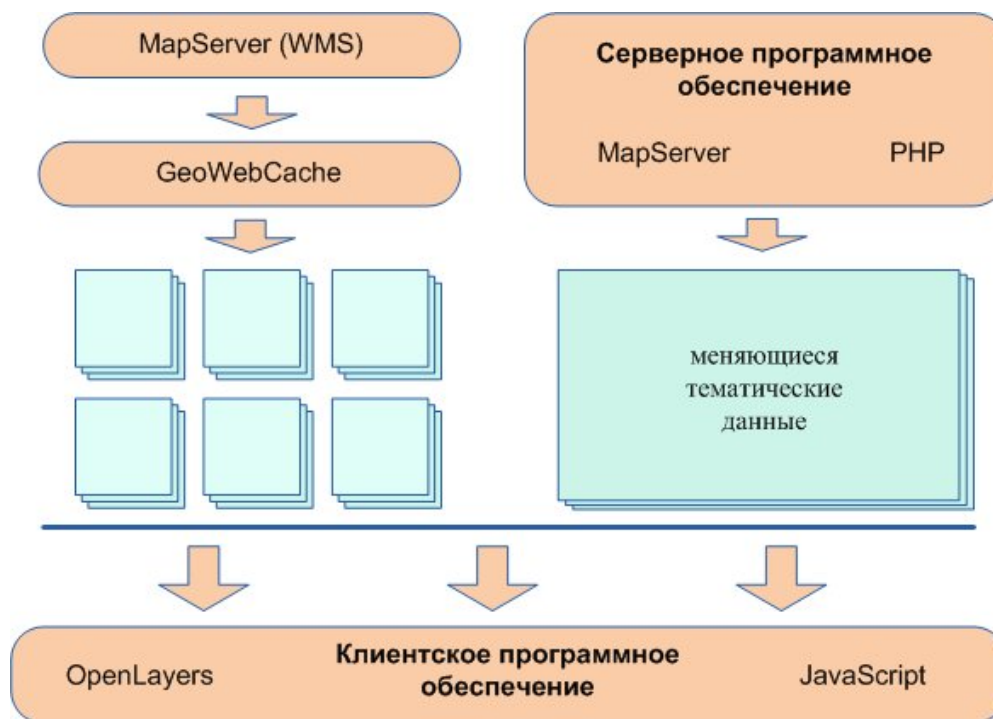 MapServer (WMS)
GeoWebCache
Серверное программное
обеспечение
MapServer PHP
меняющиеся
тематические
данные
Клиентское программное
обеспечение
OpenLayers JavaScript